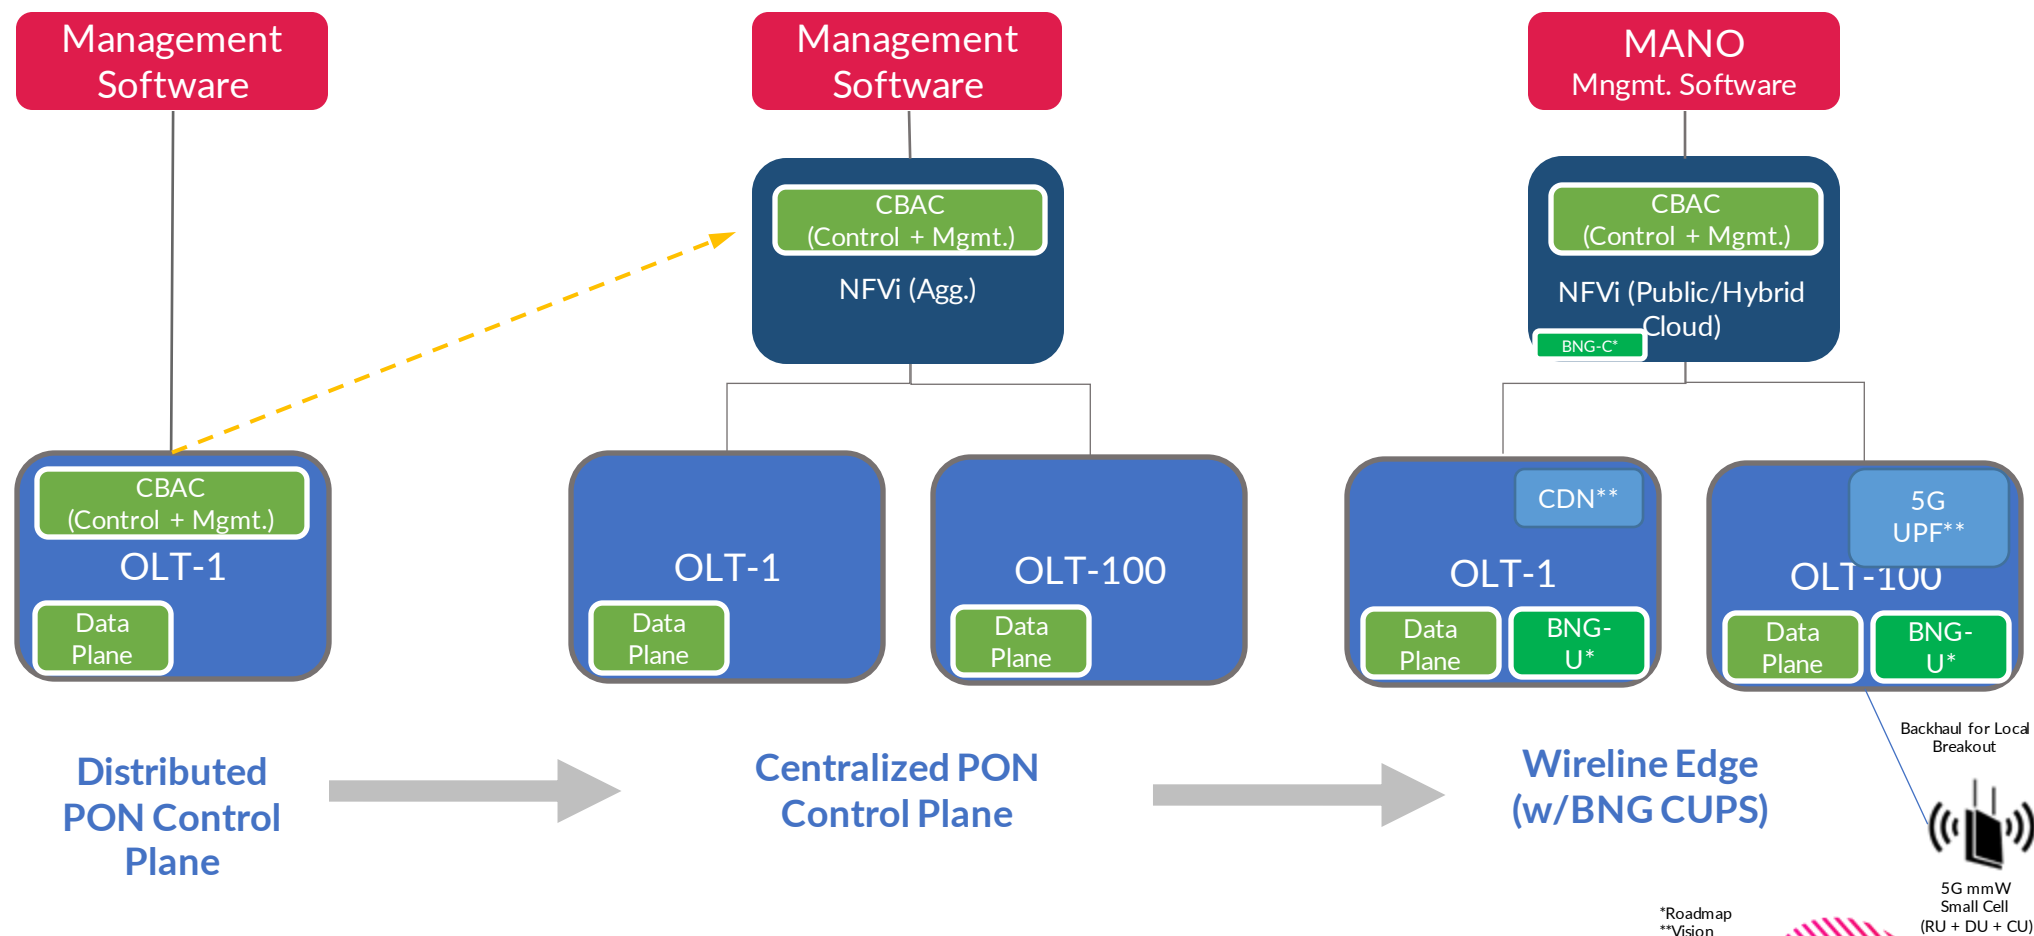 Management
Software
CBAC
(Control + Mgmt.)
OLT-1
Data
Plane
Distributed
PON Control
Plane
Management
Software
CBAC
(Control + Mgmt.)
NFVi (Agg.)
OLT-1
Data
Plane
OLT-100
Data
Plane
Centralized PON
Control Plane
MANO
Mngmt. Software
CBAC
(Control + Mgmt.)
NFVi (Public/Hybrid
Cloud)
BNG-C*
CDN**
OLT-1
Data
Plane
BNG-
U*
5G
UPF**
OLT-100
Data
Plane
BNG-
U*
Wireline Edge
(w/BNG CUPS)
Backhaul for Local
Breakout
5G mmW
Small Cell
(RU + DU + CU)
*Roadmap
**Vision